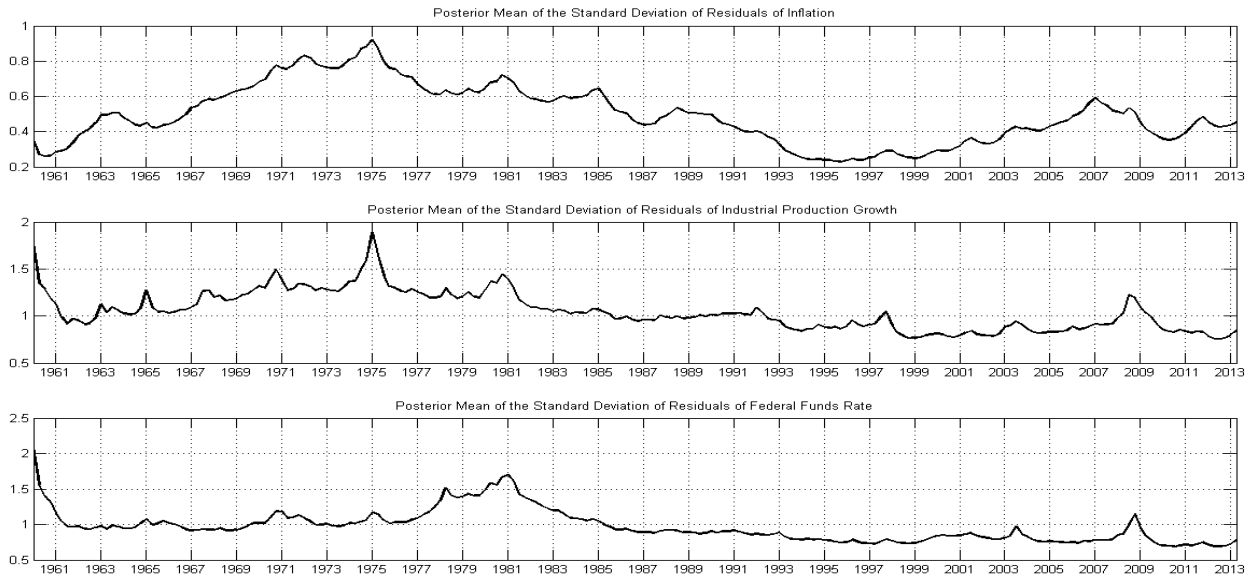 Posterior Mean of the Standard Deviation of Residuals of Inflation
1
0.8
0.6
0.4
0.2
1961 1963 1965 1967 1969 1971 1973 1975 1977 1979 1981 1983 1985 1987 1989 1991 1993 1995 1997 1999 2001 2003 2005 2007 2009 2011 2013
Posterior Mean of the Standard Deviation of Residuals of Industrial Production Growth
2
1.5
1
0.5
1961 1963 1965 1967 1969 1971 1973 1975 1977 1979 1981 1983 1985 1987 1989 1991 1993 1995 1997 1999 2001 2003 2005 2007 2009 2011 2013
Posterior Mean of the Standard Deviation of Residuals of Federal Funds Rate
2.5
2
1.5
1
0.5
1961 1963 1965 1967 1969 1971 1973 1975 1977 1979 1981 1983 1985 1987 1989 1991 1993 1995 1997 1999 2001 2003 2005 2007 2009 2011 2013